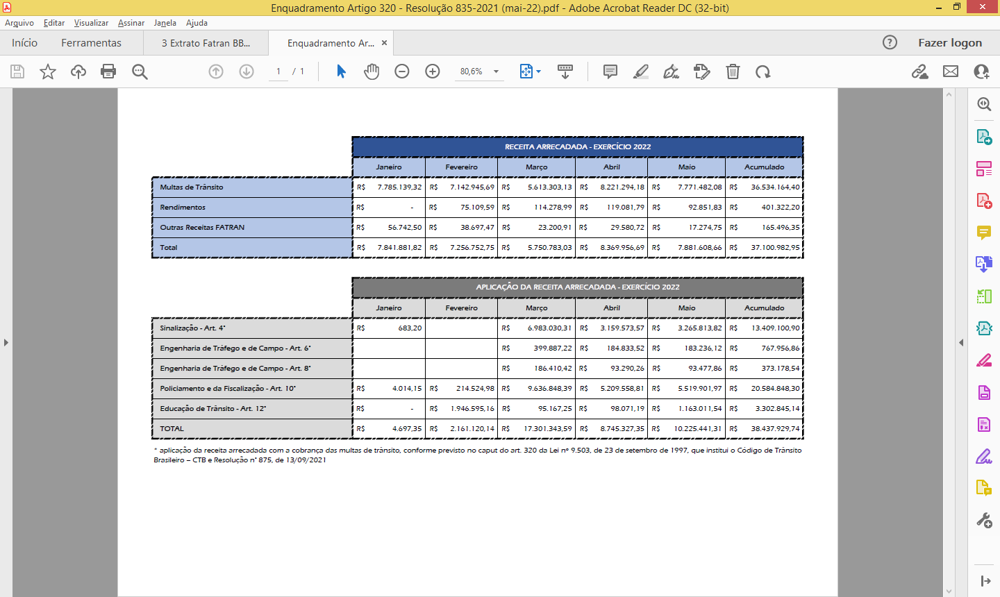 Enquadramento Artigo 320 - Resolução 835-2021 (mai-22).pdf - Adobe Acrobat Reader DC (32-bit)
Arquivo Editar Visualizar Assinar Janela Ajuda
Início Ferramentas 3 Extrato Fatran BB... Enquadramento Ar... × Fazer logon
1 / 1 80,6%
RECEITA ARRECADADA - EXERCÍCIO 2022
Janeiro Fevereiro Março Abril Maio Acumulado
Multas de Trânsito R$ 7.785.139,32 R$ 7.142.945,69 R$ 5.613.303,13 R$ 8.221.294,18 R$ 7.771.482,08 R$ 36.534.164,40
Rendimentos R$ - R$ 75.109,59 R$ 114.278,99 R$ 119.081,79 R$ 92.851,83 R$ 401.322,20
Outras Receitas FATRAN R$ 56.742,50 R$ 38.697,47 R$ 23.200,91 R$ 29.580,72 R$ 17.274,75 R$ 165.496,35
Total R$ 7.841.881,82 R$ 7.256.752,75 R$ 5.750.783,03 R$ 8.369.956,69 R$ 7.881.608,66 R$ 37.100.982,95
APLICAÇÃO DA RECEITA ARRECADADA - EXERCÍCIO 2022
Janeiro Fevereiro Março Abril Maio Acumulado
Sinalização - Art. 4° R$ 683,20 R$ 6.983.030,31 R$ 3.159.573,57 R$ 3.265.813,82 R$ 13.409.100,90
Engenharia de Tráfego e de Campo - Art. 6° R$ 399.887,22 R$ 184.833,52 R$ 183.236,12 R$ 767.956,86
Engenharia de Tráfego e de Campo - Art. 8° R$ 186.410,42 R$ 93.290,26 R$ 93.477,86 R$ 373.178,54
Policiamento e da Fiscalização - Art. 10° R$ 4.014,15 R$ 214.524,98 R$ 9.636.848,39 R$ 5.209.558,81 R$ 5.519.901,97 R$ 20.584.848,30
Educação de Trânsito - Art. 12° R$ - R$ 1.946.595,16 R$ 95.167,25 R$ 98.071,19 R$ 1.163.011,54 R$ 3.302.845,14
TOTAL R$ 4.697,35 R$ 2.161.120,14 R$ 17.301.343,59 R$ 8.745.327,35 R$ 10.225.441,31 R$ 38.437.929,74
* aplicação da receita arrecadada com a cobrança das multas de trânsito, conforme previsto no caput do art. 320 da Lei nº 9.503, de 23 de setembro de 1997, que institui o Código de Trânsito
Brasileiro – CTB e Resolução n° 875, de 13/09/2021